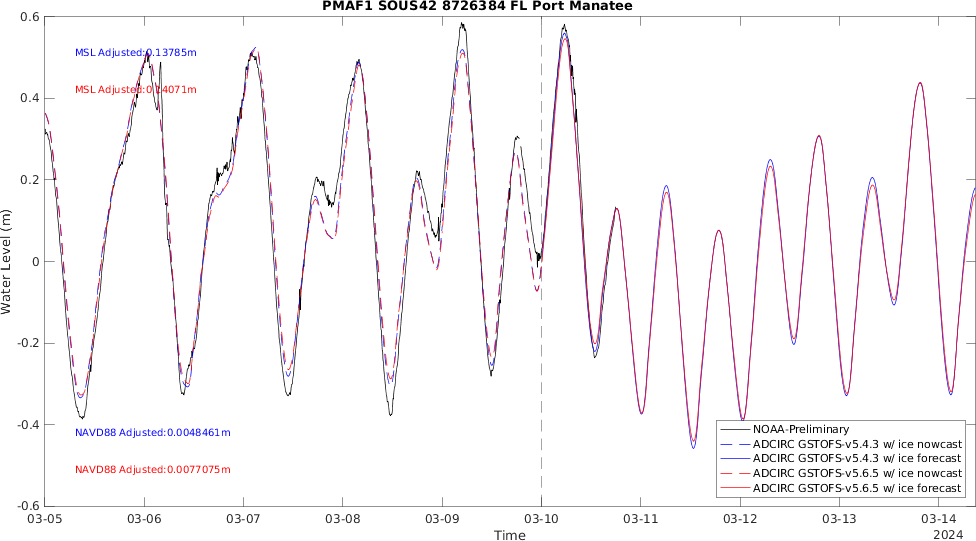 PMAF1 SOUS42 8726384 FL Port Manatee
0.6
MSL Adjusted:0.13785m
MSL Adjusted:0.14071m
0.4
0.2
0
-0.2
-0.4
-0.6
Water Level (m)
NAVD88 Adjusted:0.0048461m
NAVD88 Adjusted:0.0077075m
NOAA-Preliminary
ADCIRC GSTOFS-v5.4.3 w/ ice nowcast
ADCIRC GSTOFS-v5.4.3 w/ ice forecast
ADCIRC GSTOFS-v5.6.5 w/ ice nowcast
ADCIRC GSTOFS-v5.6.5 w/ ice forecast
03-05 03-06 03-07 03-08 03-09 03-10 03-11 03-12 03-13 03-14
Time
2024